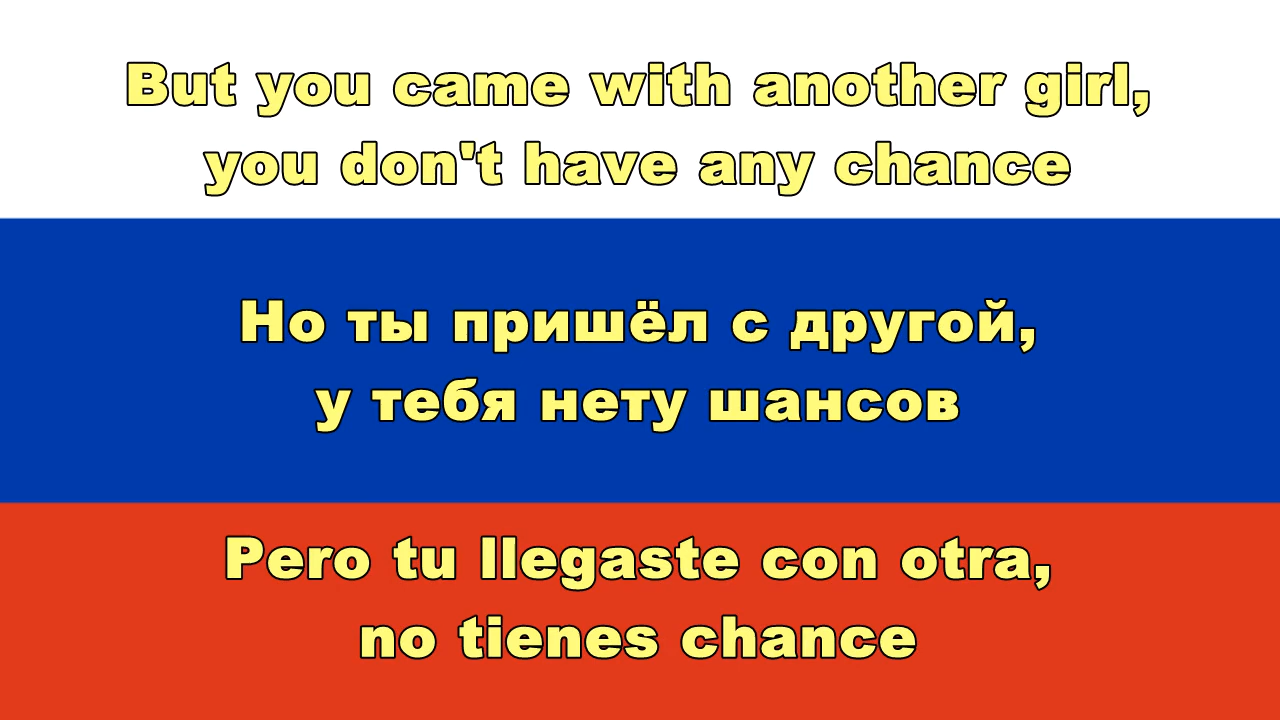 But you came with another girl,
you don't have any chance
Но ты пришёл с другой,
у тебя нету шансов
Pero tu llegaste con otra,
no tienes chance